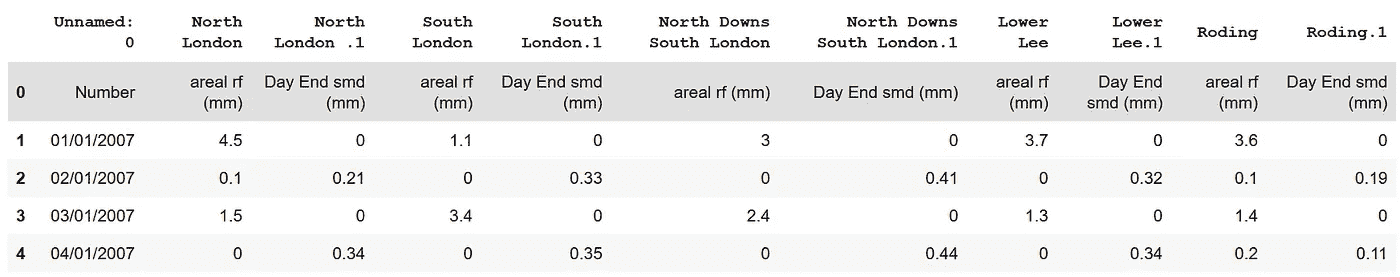 Unnamed: 0 North London North London .1 South London South London.1 North Downs South London North Downs South London.1 Lower Lee Lower Lee.1 Roding Roding.1
0 Number areal rf (mm) Day End smd (mm) areal rf (mm) Day End smd (mm) areal rf (mm) Day End smd (mm) areal rf (mm) Day End smd (mm) areal rf (mm) Day End smd (mm)
1 01/01/2007 4.5 0 1.1 0 3 0 3.7 0 3.6 0
2 02/01/2007 0.1 0.21 0 0.33 0 0.41 0 0.32 0.1 0.19
3 03/01/2007 1.5 0 3.4 0 2.4 0 1.3 0 1.4 0
4 04/01/2007 0 0.34 0 0.35 0 0.44 0 0.34 0.2 0.11